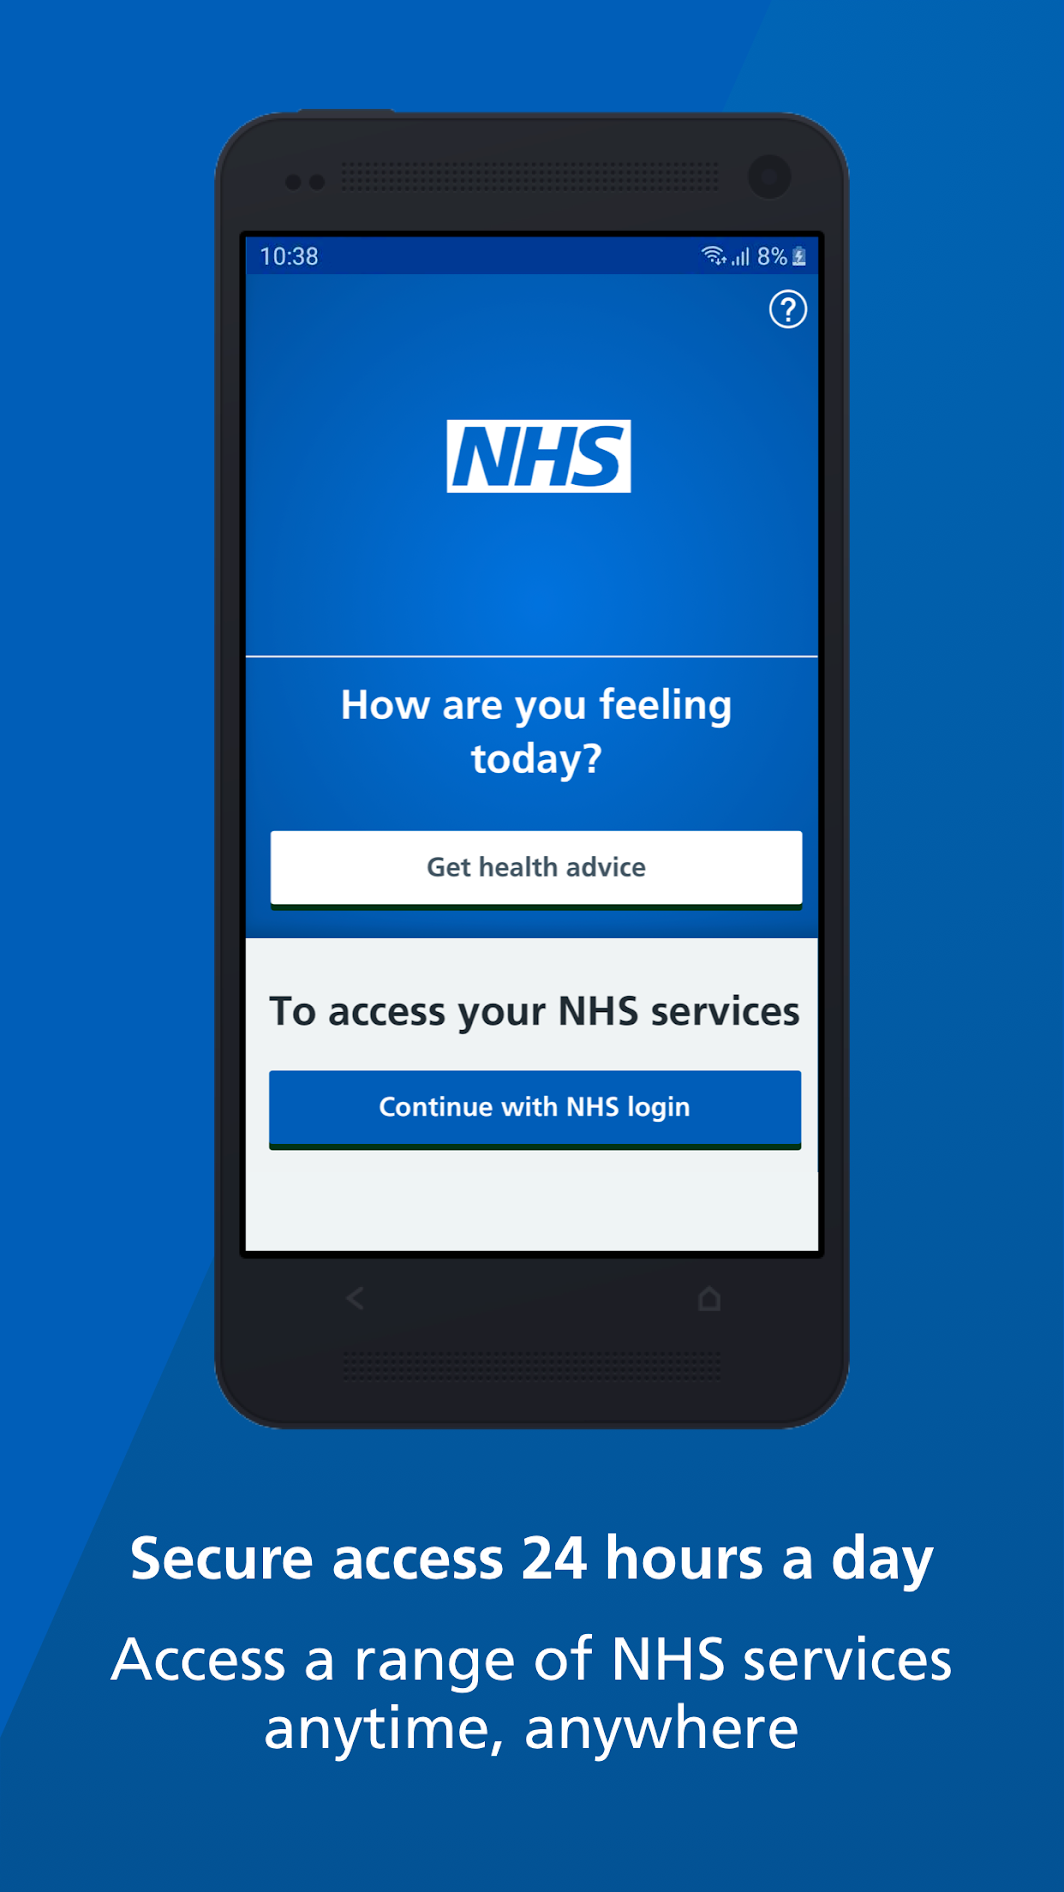 10:38
8%
?
NHS
How are you feeling
today?
Get health advice
To access your NHS services
Continue with NHS login
Secure access 24 hours a day
Access a range of NHS services
anytime, anywhere